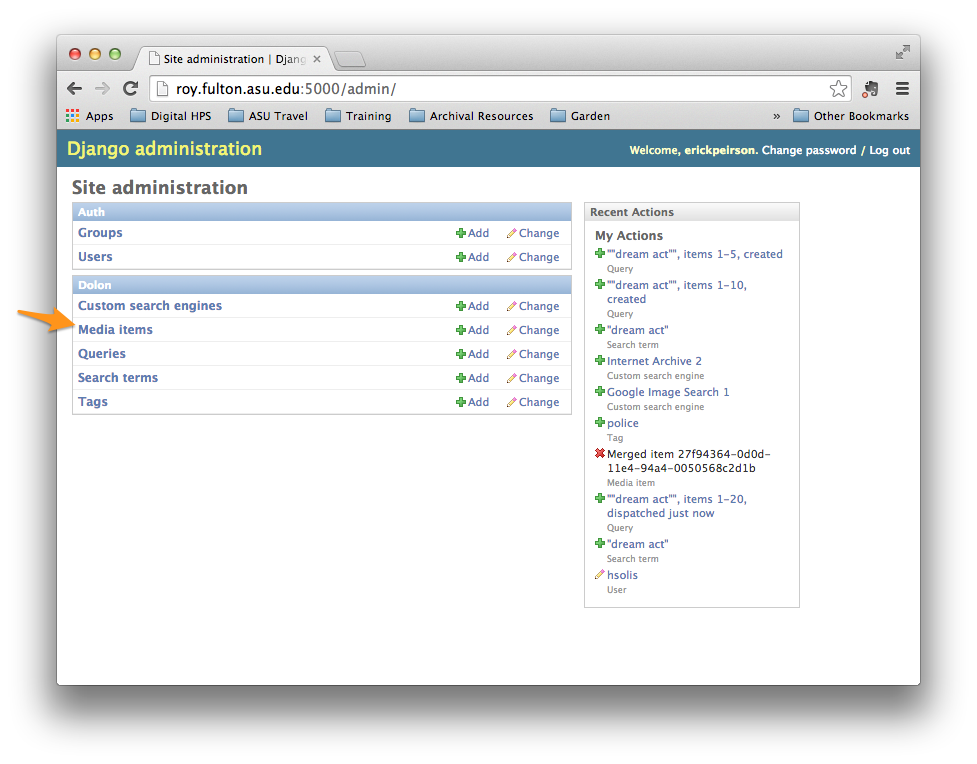 Site administration | Djang
roy.fulton.asu.edu:5000/admin/
Apps Digital HPS ASU Travel Training Archival Resources Garden » Other Bookmarks
Django administration
Welcome, erickpeirson. Change password / Log out
Site administration
Auth
Groups Add Change
Users Add Change
Dolon
Custom search engines Add Change
Media items Add Change
Queries Add Change
Search terms Add Change
Tags Add Change
Recent Actions
My Actions
""dream act"", items 1-5, created
Query
""dream act"", items 1-10,
created
Query
"dream act"
Search term
Internet Archive 2
Custom search engine
Google Image Search 1
Custom search engine
police
Tag
Merged item 27f94364-0d0d-
11e4-94a4-0050568c2d1b
Media item
""dream act"", items 1-20,
dispatched just now
Query
"dream act"
Search term
hsolis
User